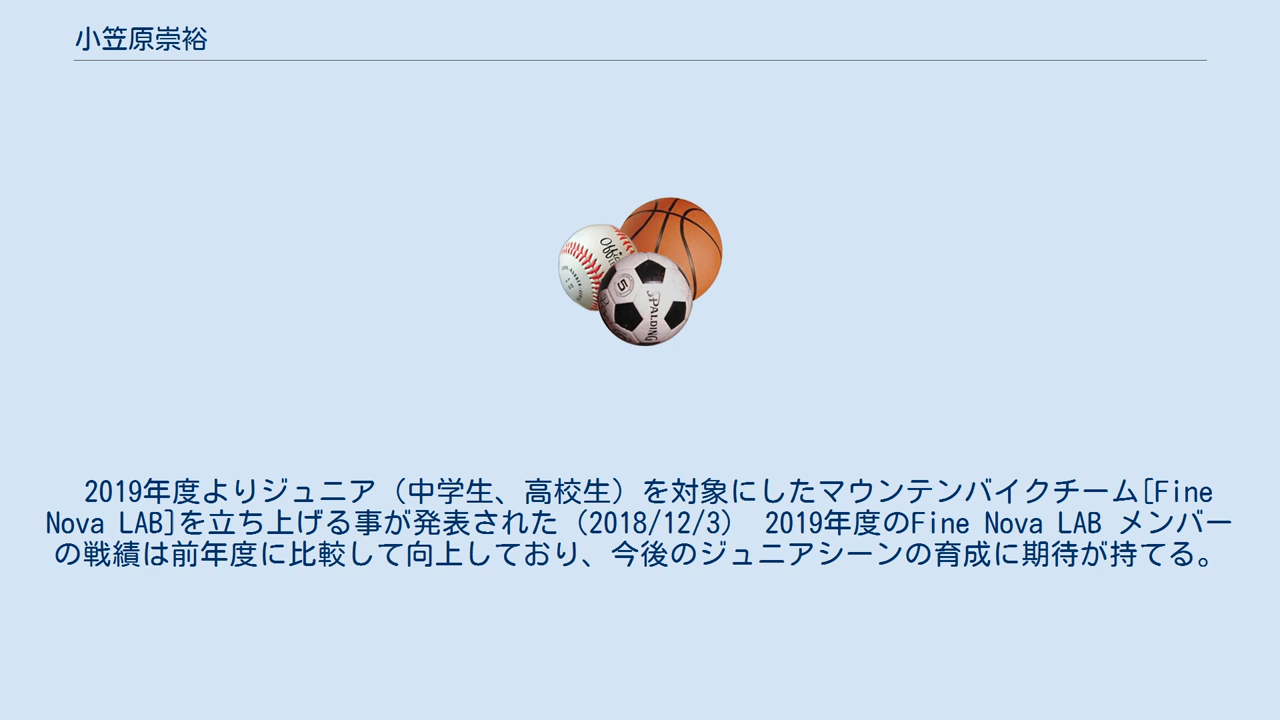 小笠原崇裕
Offic
5
SPALDING
2019年度よりジュニア（中学生、高校生）を対象にしたマウンテンバイクチーム[Fine
Nova LAB]を立ち上げる事が発表された（2018/12/3） 2019年度のFine Nova LAB メンバー
の戦績は前年度に比較して向上しており、今後のジュニアシーンの育成に期待が持てる。